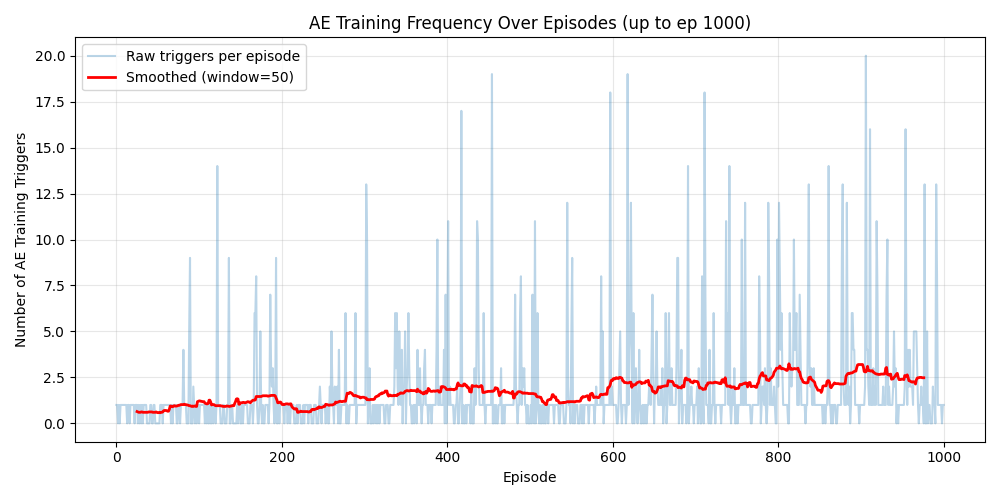 AE Training Frequency Over Episodes (up to ep 1000)
Raw triggers per episode
Smoothed (window=50)
Number of AE Training Triggers
20.0
17.5
15.0
12.5
10.0
7.5
5.0
2.5
0.0
0 200 400 600 800 1000
Episode